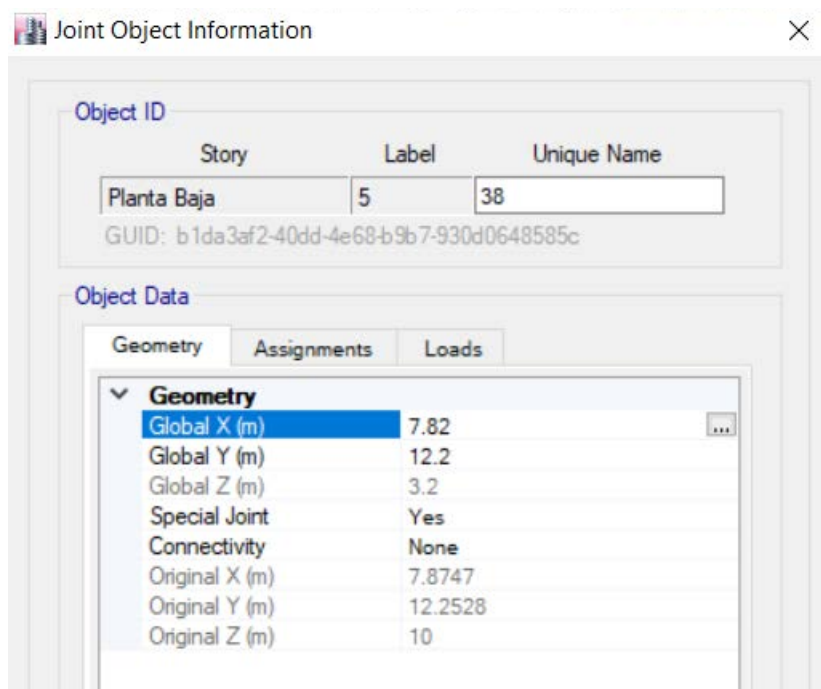 Joint Object Information
Object ID
Story Label Unique Name
Planta Baja 5 38
GUID: b1da3af2-40dd-4e68-b9b7-930d0648585c
Object Data
Geometry Assignments Loads
Geometry
Global X (m) 7.82 ...
Global Y (m) 12.2
Global Z (m) 3.2
Special Joint Yes
Connectivity None
Original X (m) 7.8747
Original Y (m) 12.2528
Original Z (m) 10